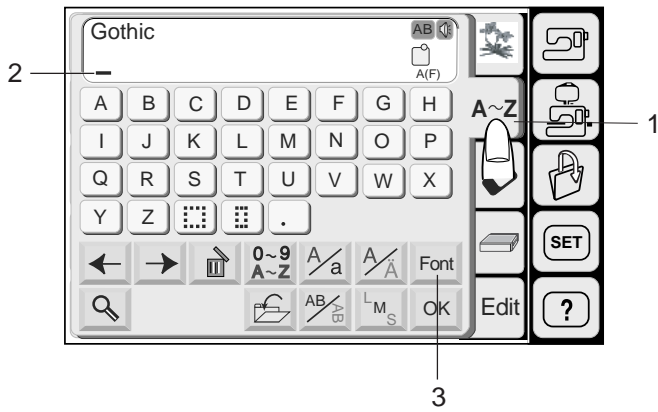 Gothic AB
A(F)
2
A B C D E F G H A~Z 1
I J K L M N O P
Q R S T U V W X
Y Z . SET
0~9 A~Z A/a A/Ä Font
AB/AB L M S OK Edit ?
3